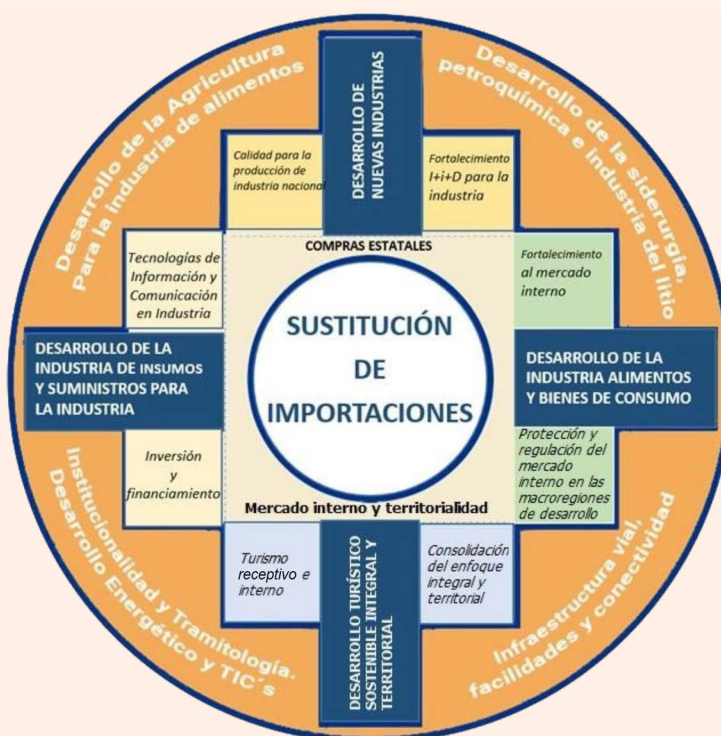 Desarrollo de la Agricultura
Para la industria de alimentos
DESARROLLO DE
NUEVAS INDUSTRIAS
Desarrollo de la siderurgía,
petroquímica e industria del litio
Calidad para la
producción de
industria nacional
Fortalecimiento
I+i+D para la
industria
COMPRAS ESTATALES
Tecnologías de
Información y
Comunicación
en Industria
Fortalecimiento
al mercado
interno
SUSTITUCIÓN
DE
IMPORTACIONES
DESARROLLO DE LA
INDUSTRIA DE INSUMOS
Y SUMINISTROS PARA
LA INDUSTRIA
DESARROLLO DE LA
INDUSTRIA ALIMENTOS
Y BIENES DE CONSUMO
Inversión
y
financiamiento
Protección y
regulación del
mercado
interno en las
macroregiones
de desarrollo
Mercado interno y territorialidad
Turismo
receptivo e
interno
DESARROLLO TURÍSTICO
SOSTENIBLE INTEGRAL Y
TERRITORIAL
Consolidación
del enfoque
integral y
territorial
Institucionalidad y Tramitología.
Desarrollo Energético y TIC´s
Infraestructura vial,
facilidades y conectividad